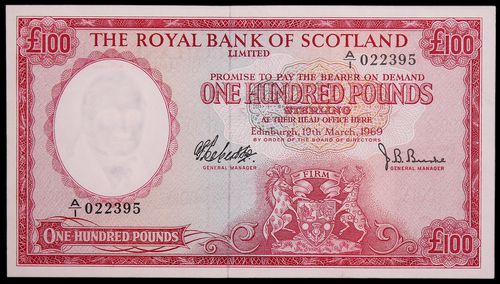 £100 THE ROYAL BANK OF SCOTLAND £100
LIMITED
A/1 022395
PROMISE TO PAY THE BEARER ON DEMAND
ONE HUNDRED POUNDS
STERLING
AT THEIR HEAD OFFICE HERE
Edinburgh, 19th March, 1969
BY ORDER OF THE BOARD OF DIRECTORS
J. B. Burke
GENERAL MANAGER
GENERAL MANAGER
A/1 022395
FIRM
ONE HUNDRED POUNDS
£100